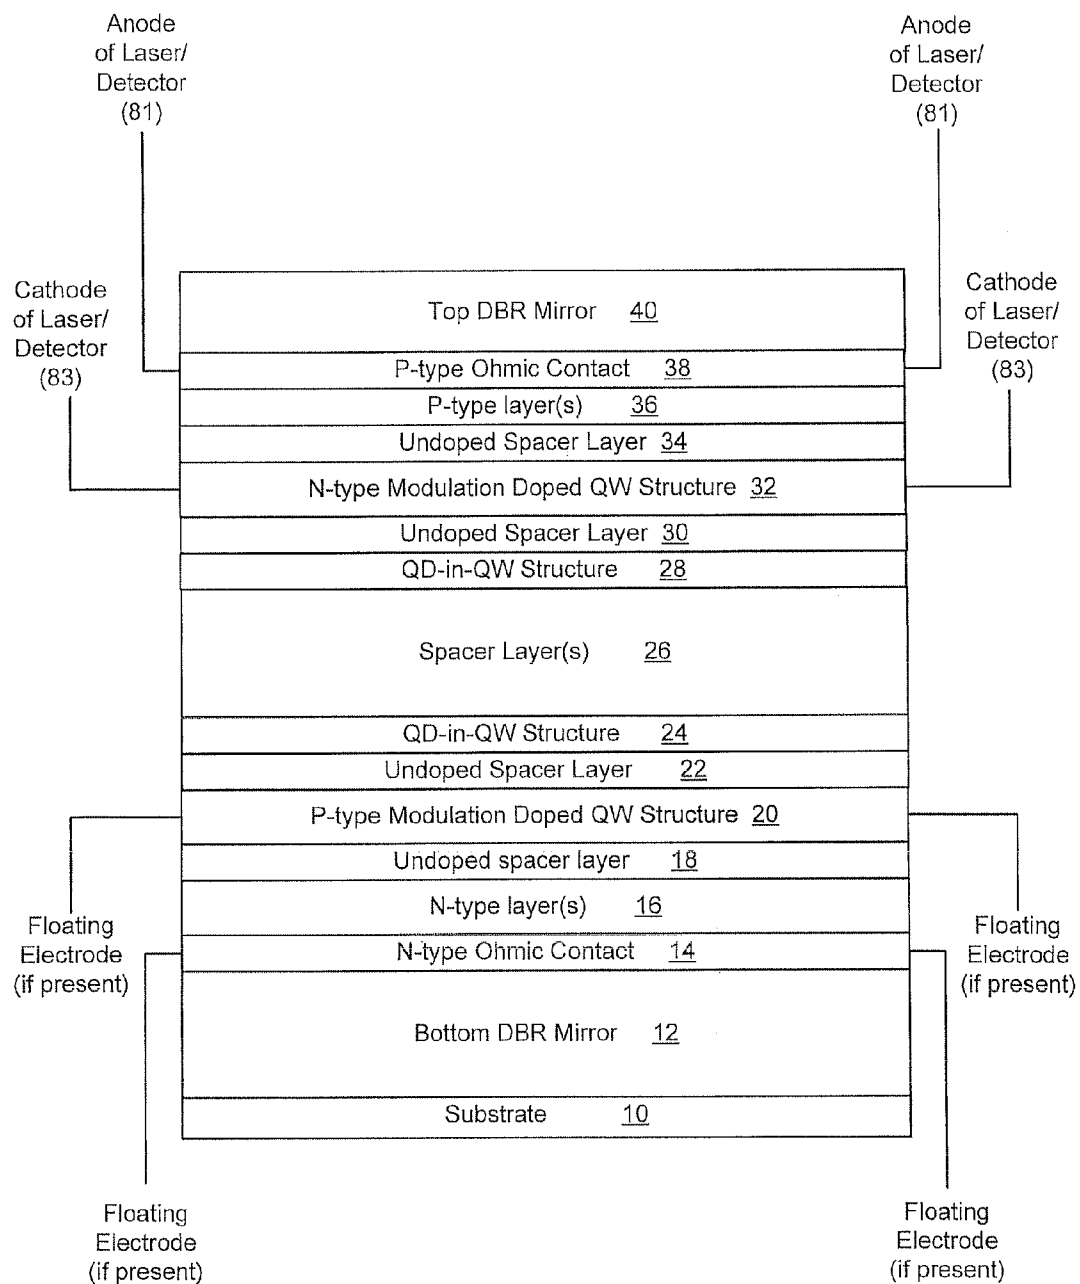 Anode
of Laser/
Detector
(81)
Anode
of Laser/
Detector
(81)
Cathode
of Laser/
Detector
(83)
Cathode
of Laser/
Detector
(83)
Top DBR Mirror 40
P-type Ohmic Contact 38
P-type layer(s) 36
Undoped Spacer Layer 34
N-type Modulation Doped QW Structure 32
Undoped Spacer Layer 30
QD-in-QW Structure 28
Spacer Layer(s) 26
QD-in-QW Structure 24
Undoped Spacer Layer 22
P-type Modulation Doped QW Structure 20
Undoped spacer layer 18
N-type layer(s) 16
N-type Ohmic Contact 14
Bottom DBR Mirror 12
Substrate 10
Floating
Electrode
(if present)
Floating
Electrode
(if present)
Floating
Electrode
(if present)
Floating
Electrode
(if present)